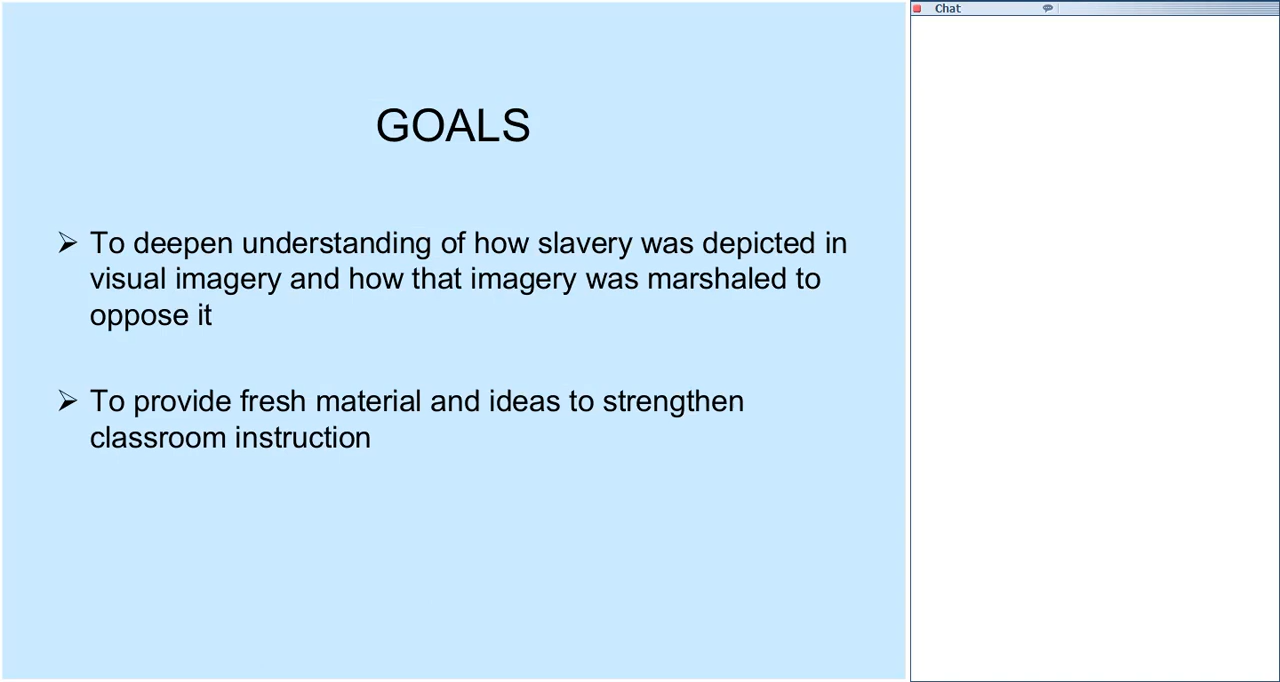 GOALS
➢ To deepen understanding of how slavery was depicted in
visual imagery and how that imagery was marshaled to
oppose it
➢ To provide fresh material and ideas to strengthen
classroom instruction
Chat